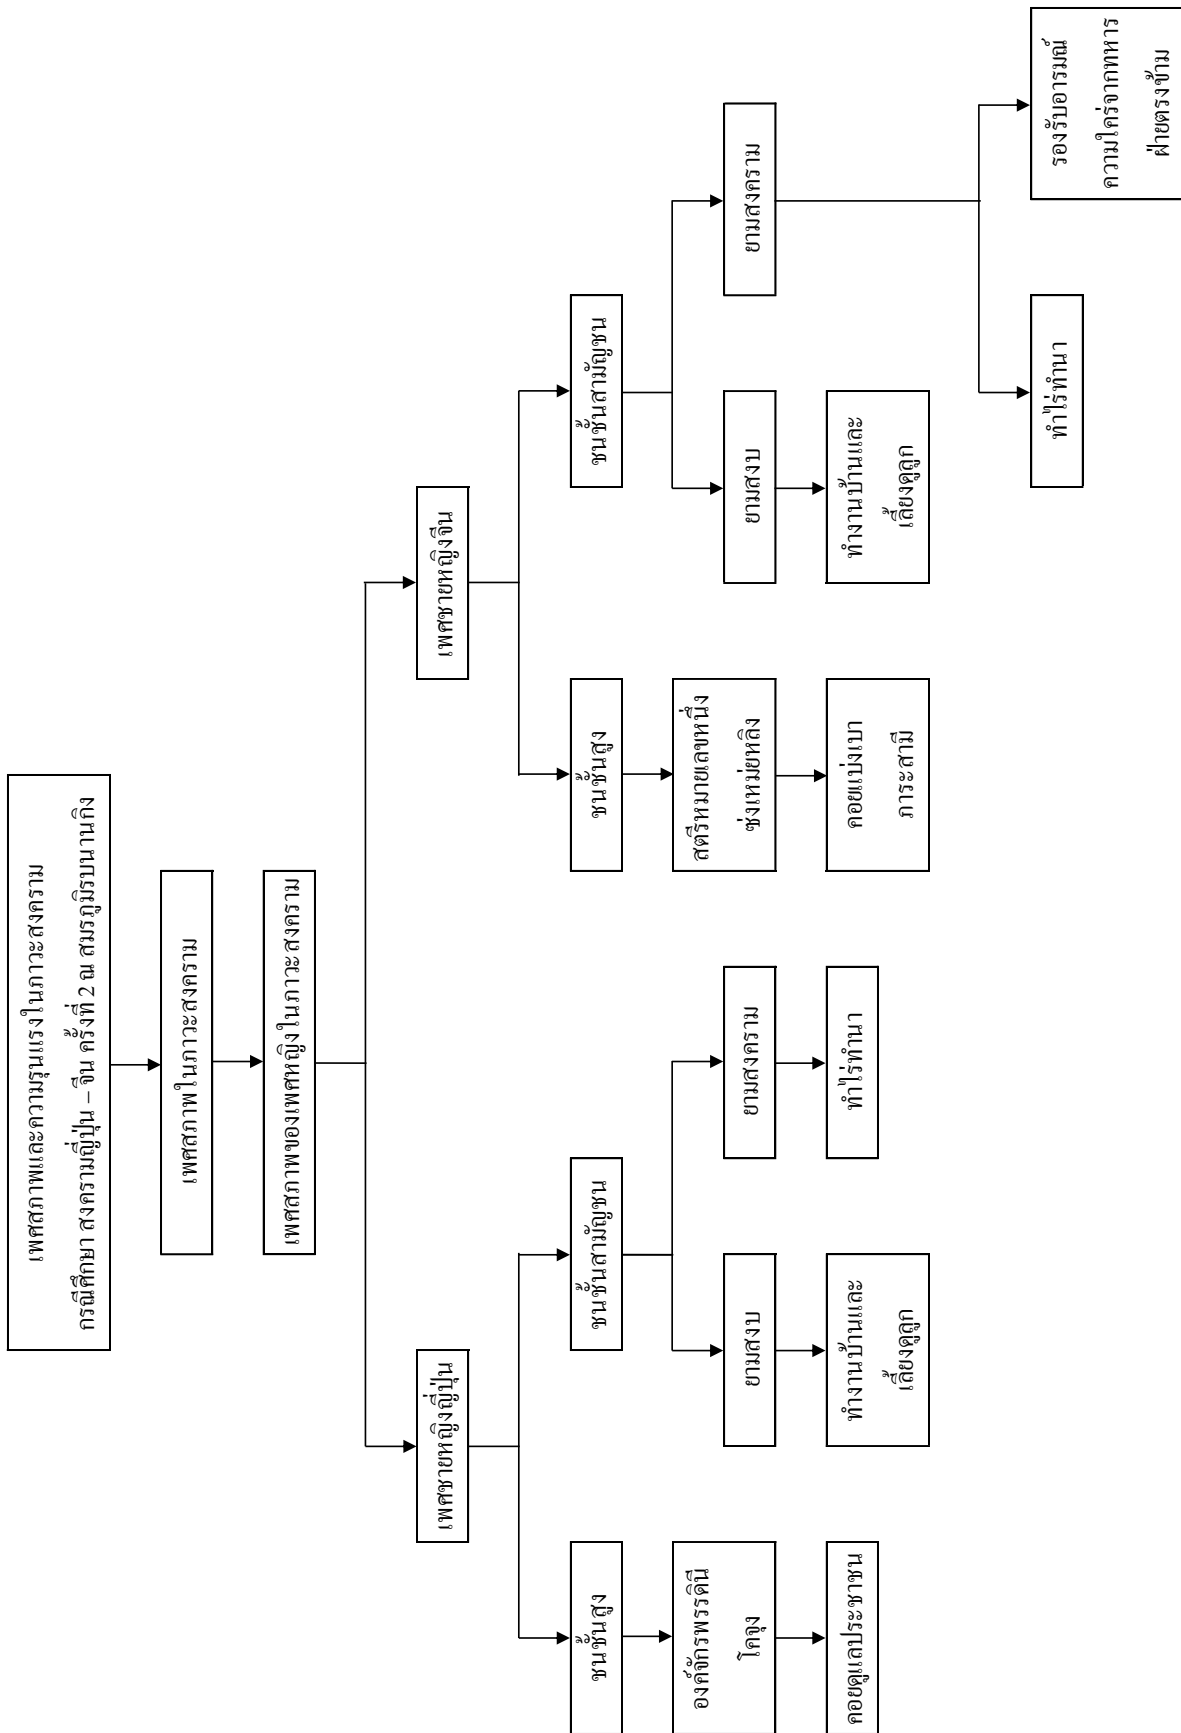 เพศสภาพและความรุนแรงในภาวะสงคราม
กรณีศึกษา สงครามญี่ปุ่น – จีน ครั้งที่ 2 ณ สมรภูมิรบนานกิง
เพศสภาพในภาวะสงคราม
เพศสภาพของเพศหญิงในภาวะสงคราม
เพศชายหญิงญี่ปุ่น
เพศชายหญิงจีน
ชนชั้นสูง
ชนชั้นสามัญชน
ชนชั้นสูง
ชนชั้นสามัญชน
องค์จักรพรรดินี
โคจุง
ยามสงบ
ยามสงคราม
สตรีหมายเลขหนึ่ง
ซ่งเหม่ยหลิง
ยามสงบ
ยามสงคราม
คอยดูแลประชาชน
ทำงานบ้านและ
เลี้ยงดูลูก
ทำไร่ทำนา
คอยแบ่งเบา
ภาระสามี
ทำงานบ้านและ
เลี้ยงดูลูก
ทำไร่ทำนา
รองรับอารมณ์
ความใคร่จากทหาร
ฝ่ายตรงข้าม